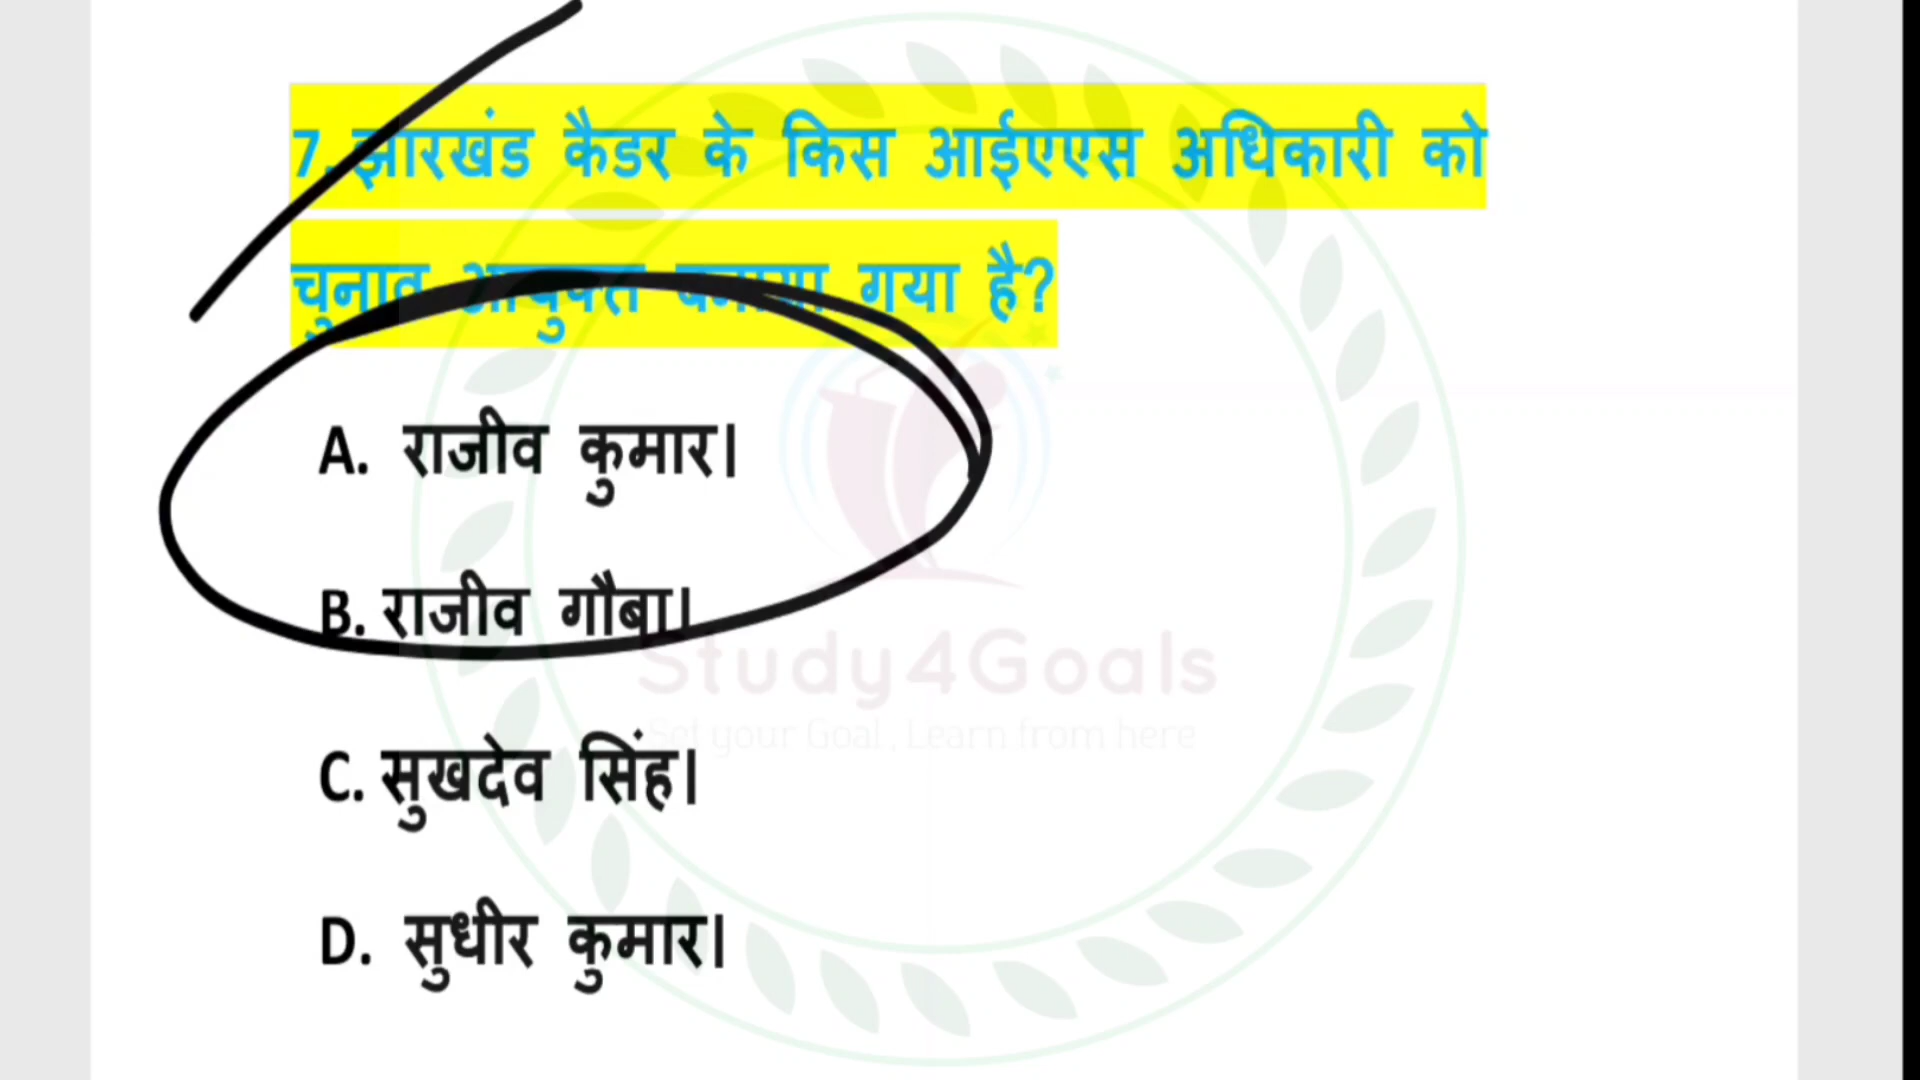 7. झारखंड कैडर के किस आईएएस अधिकारी को
चुनाव आयुक्त बनाया गया है?
A. राजीव कुमार।
B. राजीव गौबा।
Study4Goals
Set your Goal, Learn from here
C. सुखदेव सिंह।
D. सुधीर कुमार।